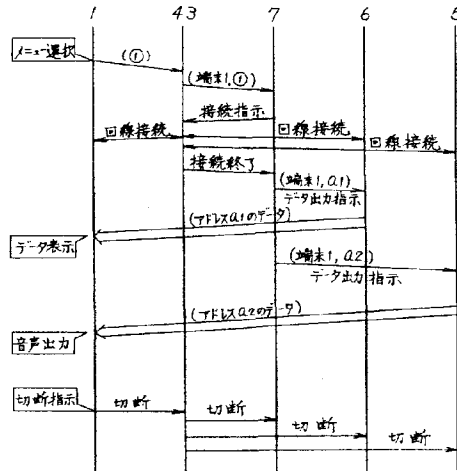 1 43 7 6 5
メニュー選択
(①)
(端末1,①)
接続指示
回線接続 回線接続
回線接続
接続終了
(端末1, a1)
データ出力指示
(アドレスa1のデータ)
データ表示
(端末1, a2)
データ出力指示
(アドレスa2のデータ)
音声出力
切断指示
切断
切断
切断
切断